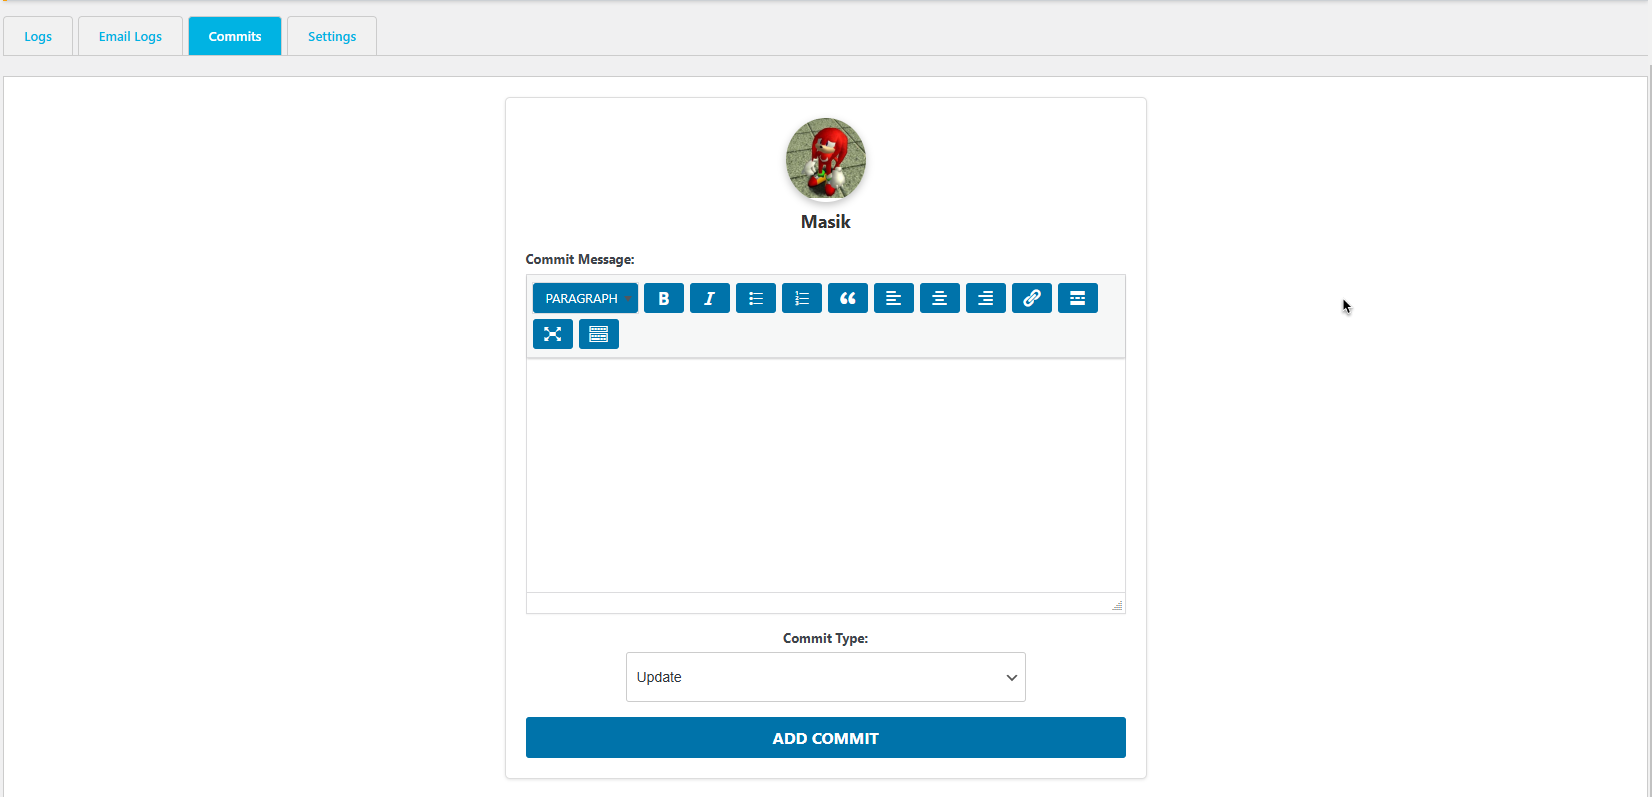 Logs Email Logs Commits Settings
Masik
Commit Message:
PARAGRAPH B I
Commit Type:
Update
ADD COMMIT